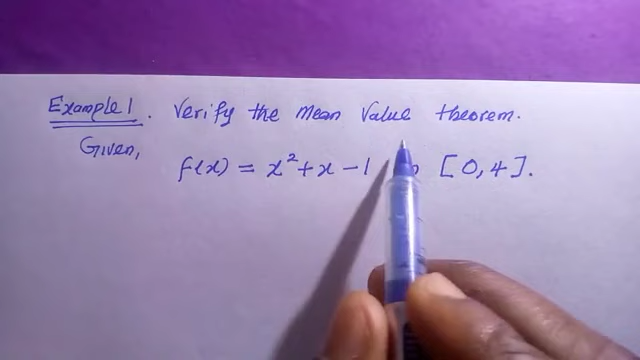 Example 1. Verify the Mean Value theorem.
Given,
f(x) = x² + x - 1 [0, 4].